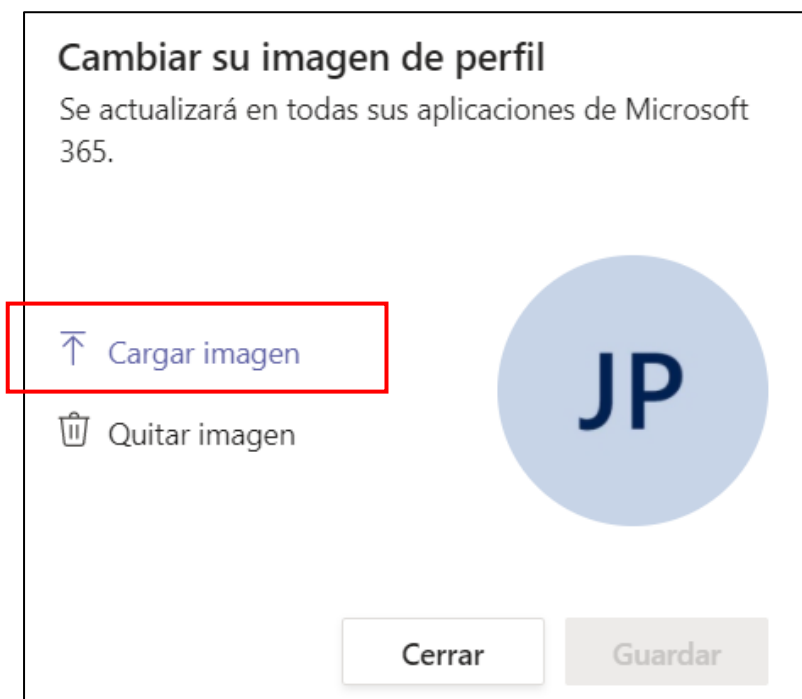 Cambiar su imagen de perfil
Se actualizará en todas sus aplicaciones de Microsoft
365.
Cargar imagen
JP
Quitar imagen
Cerrar
Guardar